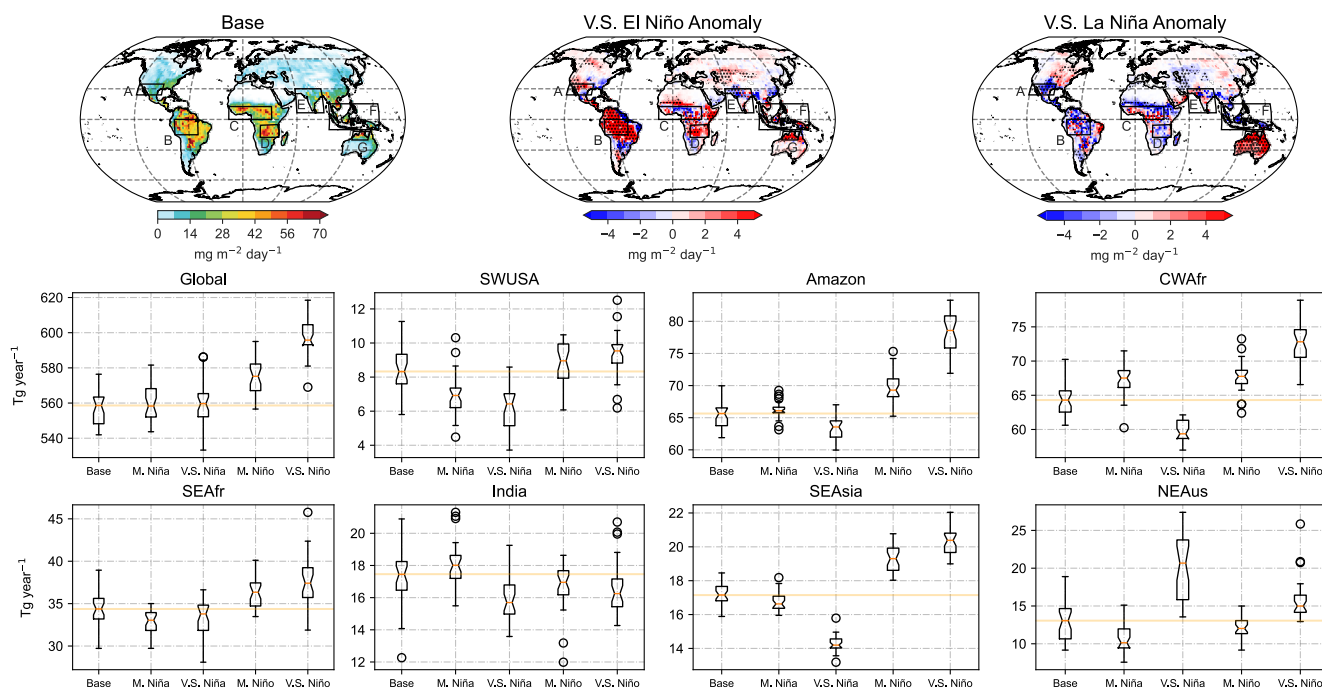 Base
V.S. El Niño Anomaly
V.S. La Niña Anomaly
A
B
C
D
E
F
G
A
B
C
D
E
F
G
A
B
C
D
E
F
G
0 14 28 42 56 70
mg m⁻² day⁻¹
−4 −2 0 2 4
mg m⁻² day⁻¹
−4 −2 0 2 4
mg m⁻² day⁻¹
Global
620
600
580
560
540
Tg year⁻¹
Base M. Niña V.S. Niña M. Niño V.S. Niño
SWUSA
12
10
8
6
4
Base M. Niña V.S. Niña M. Niño V.S. Niño
Amazon
80
75
70
65
60
Base M. Niña V.S. Niña M. Niño V.S. Niño
CWAfr
75
70
65
60
Base M. Niña V.S. Niña M. Niño V.S. Niño
SEAfr
45
40
35
30
Tg year⁻¹
Base M. Niña V.S. Niña M. Niño V.S. Niño
India
20
18
16
14
12
Base M. Niña V.S. Niña M. Niño V.S. Niño
SEAsia
22
20
18
16
14
Base M. Niña V.S. Niña M. Niño V.S. Niño
NEAus
25
20
15
10
Base M. Niña V.S. Niña M. Niño V.S. Niño